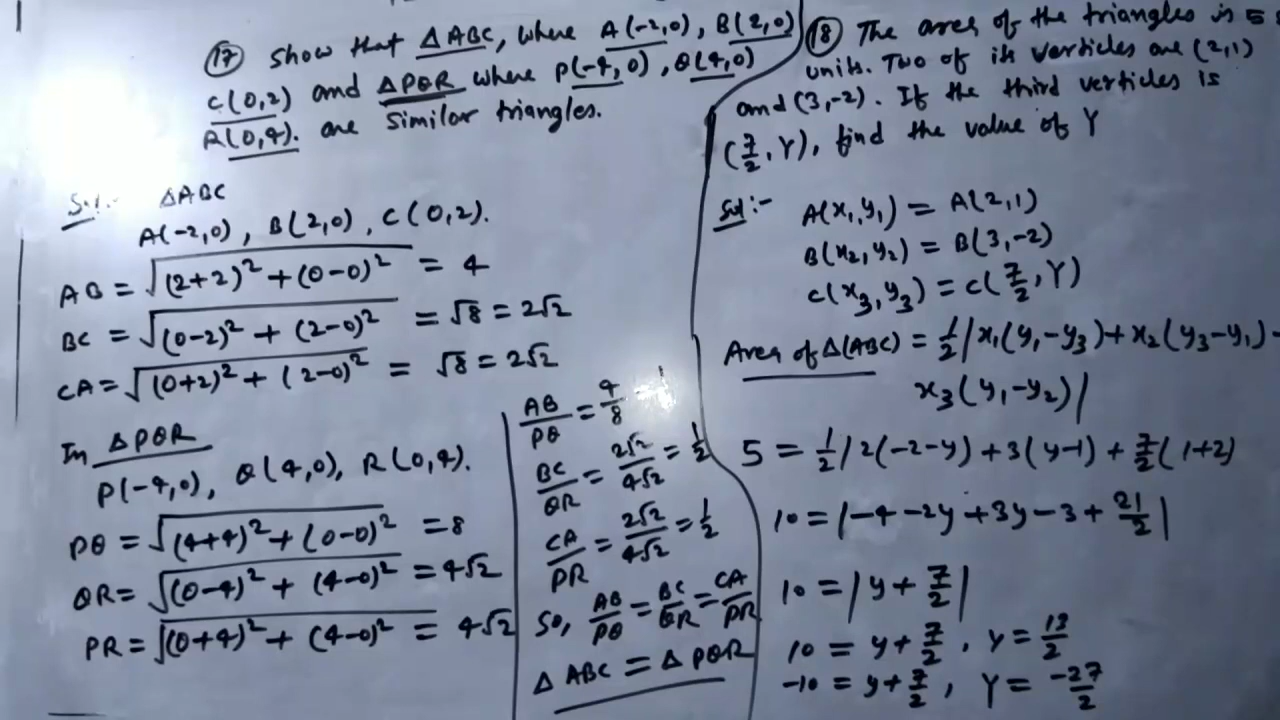 (17) Show that △ABC, where A(-2,0), B(2,0)
C(0,2) and △PQR where P(-4,0), Q(4,0)
R(0,4). are similar triangles.
Sol:- △ABC
A(-2,0), B(2,0), C(0,2).
AB = √(2+2)² + (0-0)² = 4
BC = √(0-2)² + (2-0)² = √8 = 2√2
CA = √(0+2)² + (2-0)² = √8 = 2√2
In △PQR
P(-4,0), Q(4,0), R(0,4).
PQ = √(4+4)² + (0-0)² = 8
QR = √(0-4)² + (4-0)² = 4√2
PR = √(0+4)² + (4-0)² = 4√2
AB/PQ = 4/8
BC/QR = 2√2/4√2 = 1/2
CA/PR = 2√2/4√2 = 1/2
So, AB/PQ = BC/QR = CA/PR
△ABC = △PQR
(18) The area of the triangles is 5
units. Two of its verticles are (2,1)
and (3,-2). If the third verticles is
(7/2, Y), find the value of Y
Sol:- A(x₁,y₁) = A(2,1)
B(x₂,y₂) = B(3,-2)
C(x₃,y₃) = C(7/2, Y)
Area of △(ABC) = 1/2 |x₁(y₁-y₃) + x₂(y₃-y₁) -
x₃(y₁-y₂)|
5 = 1/2 |2(-2-y) + 3(y-1) + 7/2(1+2)
10 = |-4-2y+3y-3+21/2|
10 = |y + 7/2|
10 = y + 7/2, Y = 13/2
-10 = y + 7/2, Y = -27/2